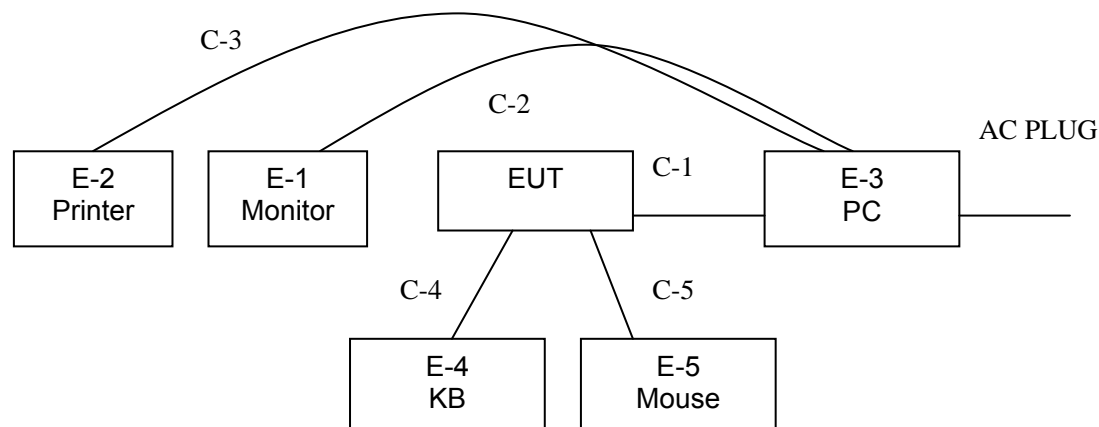 C-3
C-2
AC PLUG
E-2
Printer
E-1
Monitor
EUT
C-1
E-3
PC
C-4
C-5
E-4
KB
E-5
Mouse